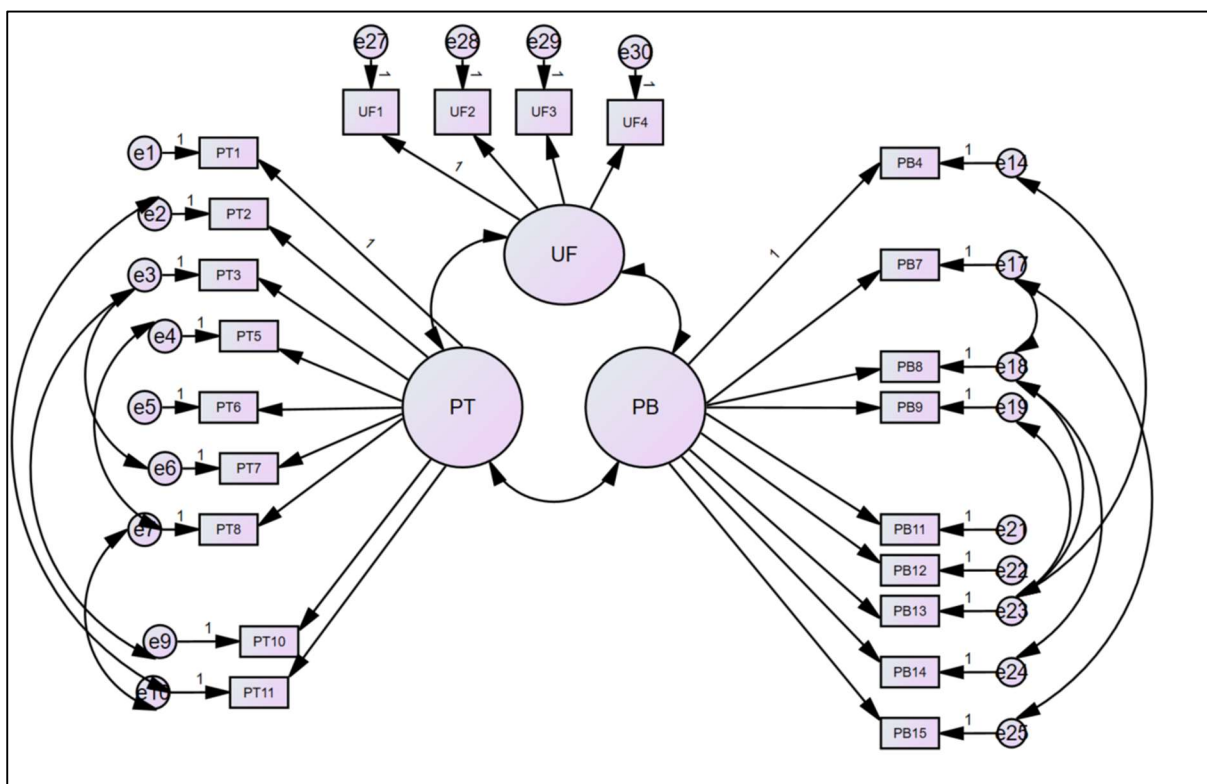 e27 e28 e29 e30
1 1 1 1
UF1 UF2 UF3 UF4
1
UF
e1 1 PT1
e2 1 PT2
e3 1 PT3
e4 1 PT5
e5 1 PT6
e6 1 PT7
e7 1 PT8
e9 1 PT10
e10 1 PT11
1
PT
PB
1
PB4 1 e14
PB7 1 e17
PB8 1 e18
PB9 1 e19
PB11 1 e21
PB12 1 e22
PB13 1 e23
PB14 1 e24
PB15 1 e25